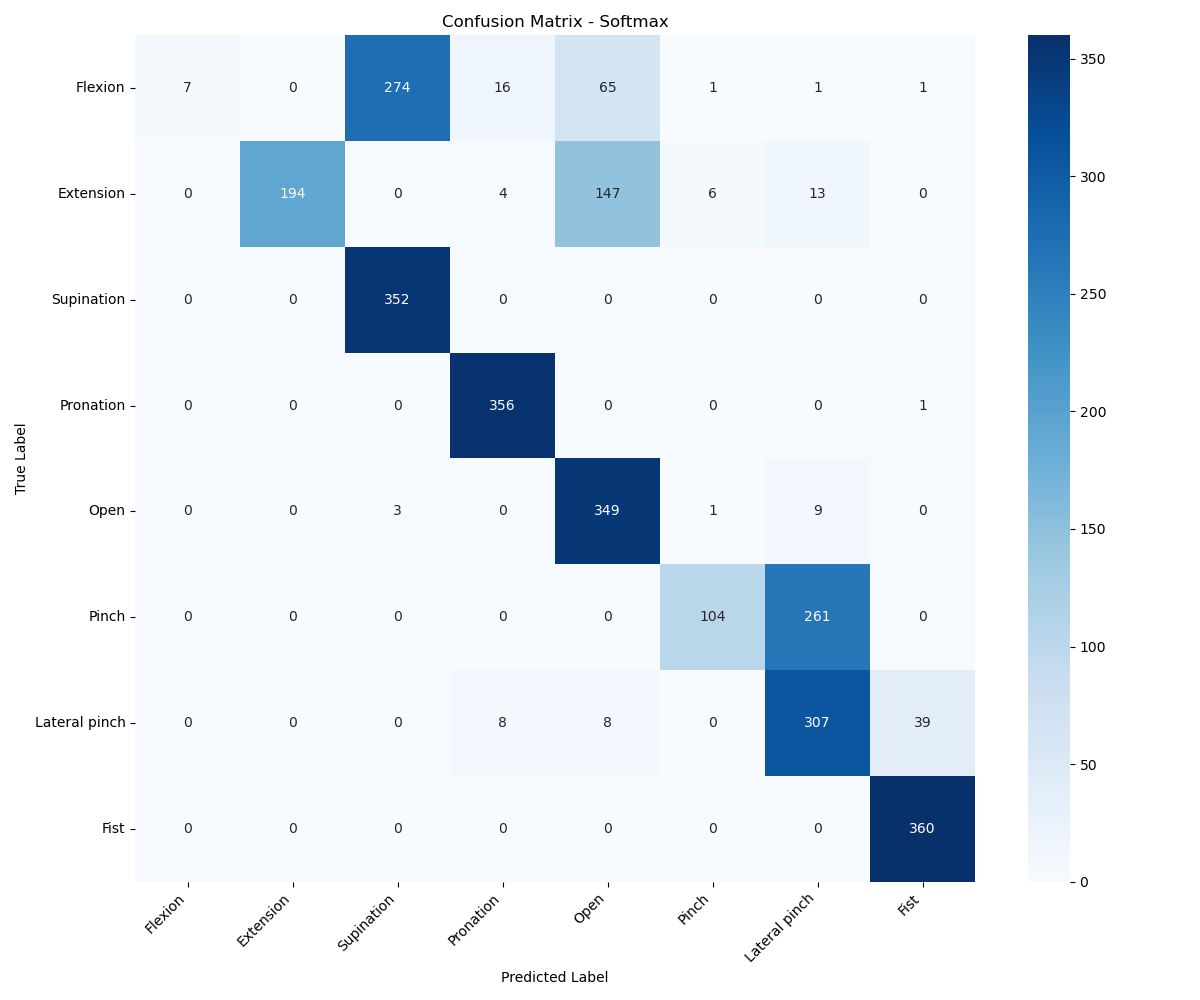 Confusion Matrix - Softmax
Flexion 7 0 274 16 65 1 1 1
Extension 0 194 0 4 147 6 13 0
Supination 0 0 352 0 0 0 0 0
Pronation 0 0 0 356 0 0 0 1
Open 0 0 3 0 349 1 9 0
Pinch 0 0 0 0 0 104 261 0
Lateral pinch 0 0 0 8 8 0 307 39
Fist 0 0 0 0 0 0 0 360
True Label
Flexion Extension Supination Pronation Open Pinch Lateral pinch Fist
Predicted Label
350
300
250
200
150
100
50
0